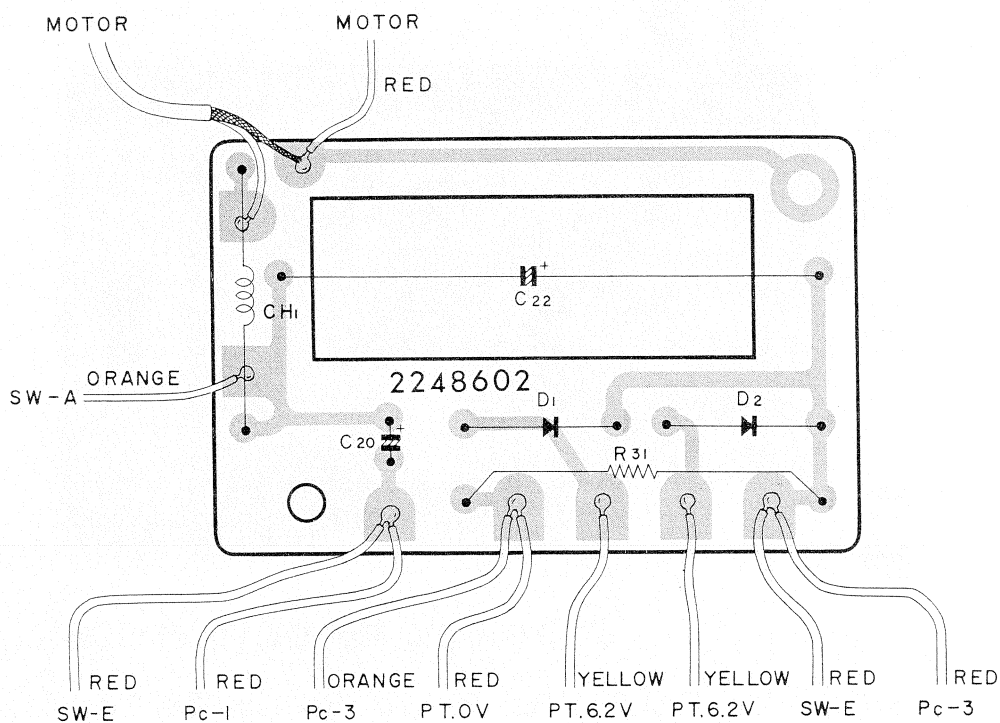 MOTOR
MOTOR
RED
CH1
+
C22
SW-A
ORANGE
2248602
D1
D2
+
C20
R31
RED
RED
ORANGE
RED
YELLOW
YELLOW
RED
RED
SW-E
Pc-1
Pc-3
PT.0V
PT.6.2V
PT.6.2V
SW-E
Pc-3